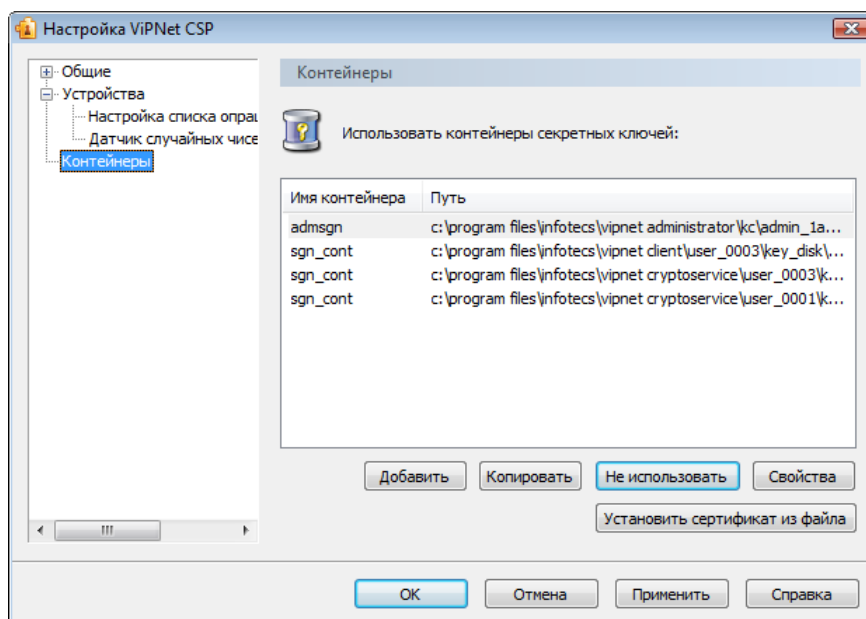 Настройка ViPNet CSP
Общие
Устройства
Настройка списка опраш
Датчик случайных чисе
Контейнеры
Контейнеры
Использовать контейнеры секретных ключей:
Имя контейнера Путь
admsgn c:\program files\infotecs\vipnet administrator\kc\admin_1a...
sgn_cont c:\program files\infotecs\vipnet client\user_0003\key_disk\...
sgn_cont c:\program files\infotecs\vipnet cryptoservice\user_0003\k...
sgn_cont c:\program files\infotecs\vipnet cryptoservice\user_0001\k...
Добавить Копировать Не использовать Свойства
Установить сертификат из файла
OK Отмена Применить Справка